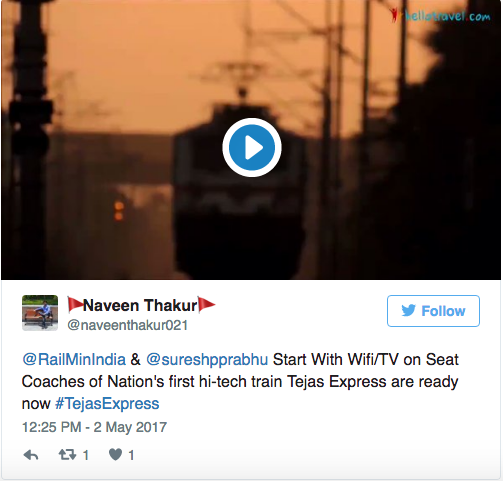 hellotravel.com
Naveen Thakur
@naveenthakur021
Follow
@RailMinIndia & @sureshpprabhu Start With Wifi/TV on Seat
Coaches of Nation's first hi-tech train Tejas Express are ready
now #TejasExpress
12:25 PM - 2 May 2017
1 1